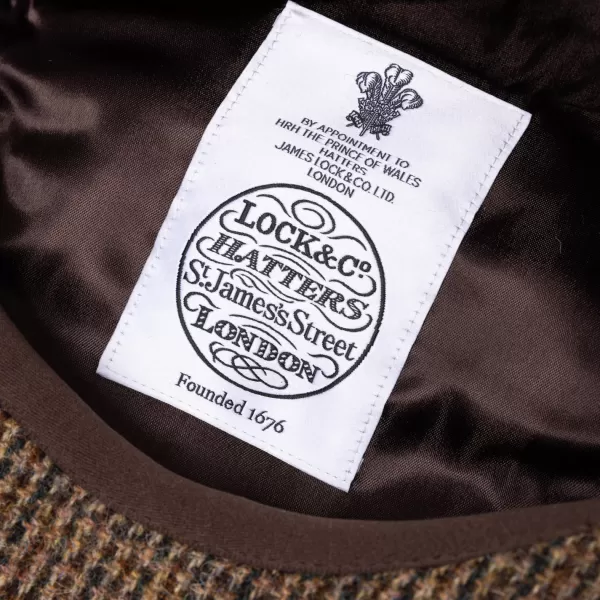 BY APPOINTMENT TO
HRH THE PRINCE OF WALES
HATTERS
JAMES LOCK & CO. LTD.
LONDON
LOCK & Co
HATTERS
St. James's Street
LONDON
Founded 1676